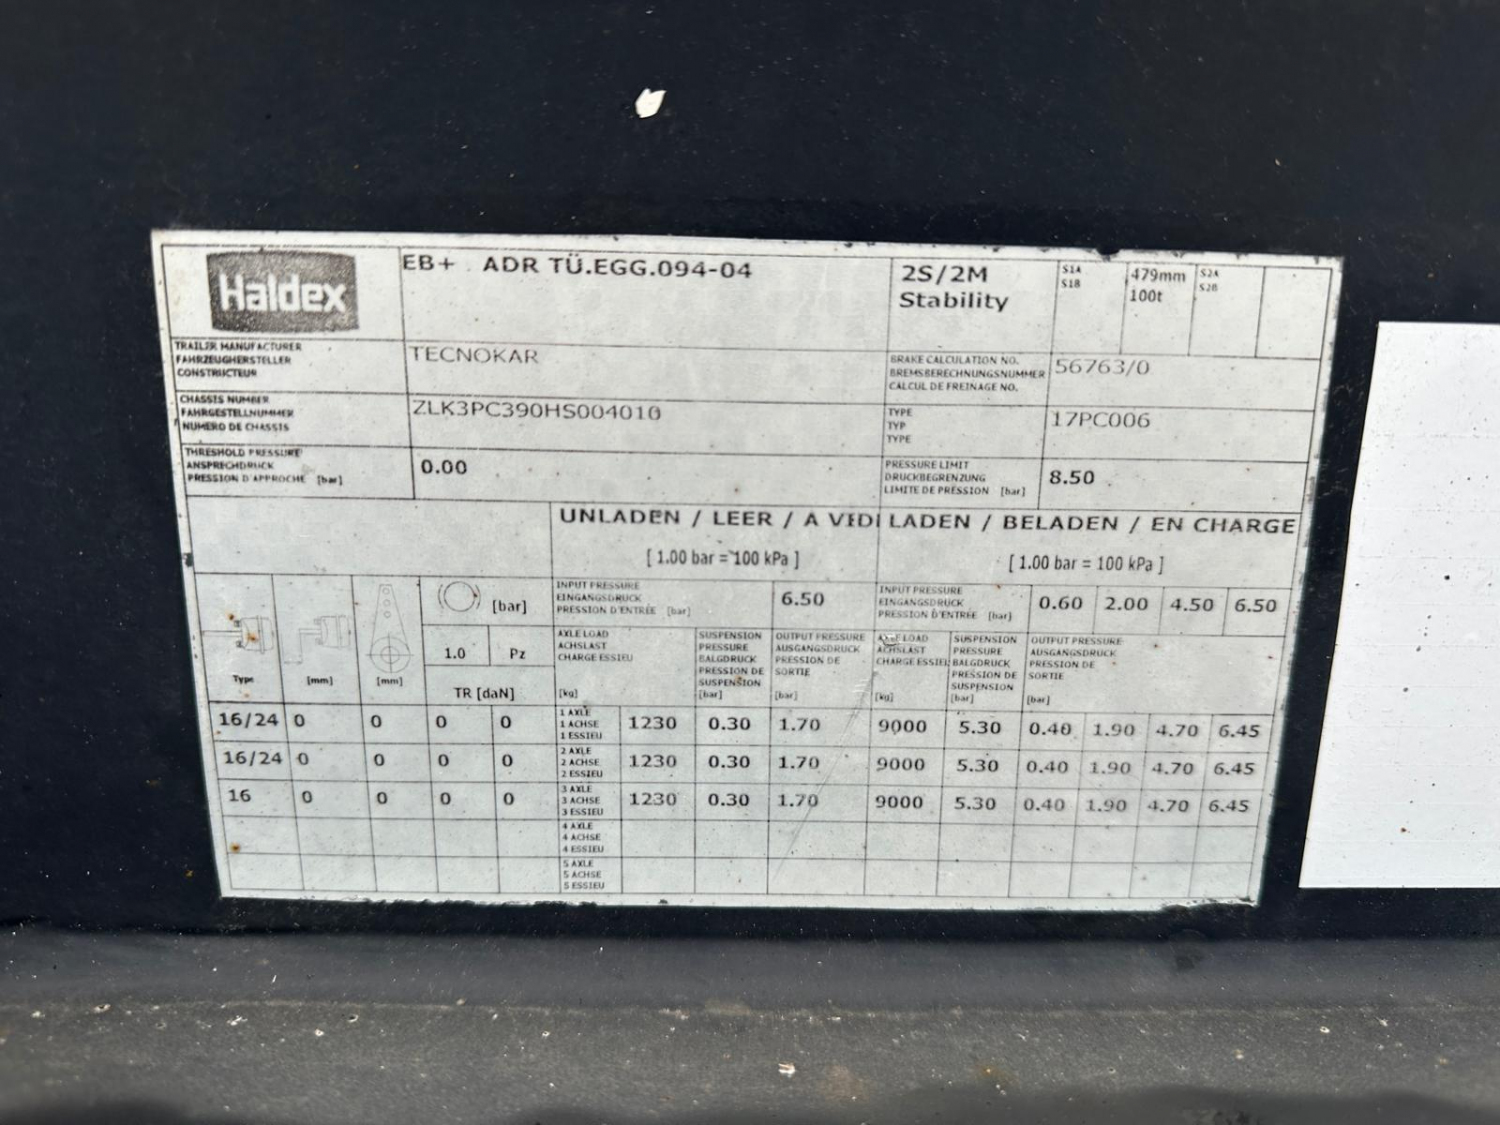 Haldex
EB+ ADR TÜ.EGG.094-04
2S/2M
Stability
S1A
S1B
479mm
100t
S2A
S2B
TRAILER MANUFACTURER
FAHRZEUGHERSTELLER
CONSTRUCTEUR
TECNOKAR
BRAKE CALCULATION NO.
BREMSBERECHNUNGSNUMMER
CALCUL DE FREINAGE NO.
56763/0
CHASSIS NUMBER
FAHRGESTELLNUMMER
NUMERO DE CHASSIS
ZLK3PC390HS004010
TYPE
TYP
TYPE
17PC006
THRESHOLD PRESSURE
ANSPRECHDRUCK
PRESSION D'APPROCHE [bar]
0.00
PRESSURE LIMIT
DRUCKBEGRENZUNG
LIMITE DE PRESSION [bar]
8.50
UNLADEN / LEER / A VIDE LADEN / BELADEN / EN CHARGE
[ 1.00 bar = 100 kPa ] [ 1.00 bar = 100 kPa ]
[bar]
INPUT PRESSURE
EINGANGSDRUCK
PRESSION D'ENTRÉE [bar]
6.50
INPUT PRESSURE
EINGANGSDRUCK
PRESSION D'ENTRÉE [bar]
0.60 2.00 4.50 6.50
Type [mm] [mm]
1.0 Pz
TR [daN]
AXLE LOAD
ACHSLAST
CHARGE ESSIEU
[kg]
SUSPENSION
PRESSURE
BALGDRUCK
PRESSION DE
SUSPENSION
[bar]
OUTPUT PRESSURE
AUSGANGSDRUCK
PRESSION DE
SORTIE
[bar]
AXLE LOAD
ACHSLAST
CHARGE ESSIEU
[kg]
SUSPENSION
PRESSURE
BALGDRUCK
PRESSION DE
SUSPENSION
[bar]
OUTPUT PRESSURE
AUSGANGSDRUCK
PRESSION DE
SORTIE
[bar]
16/24 0 0 0 0
1 AXLE
1 ACHSE
1 ESSIEU
1230 0.30 1.70 9000 5.30 0.40 1.90 4.70 6.45
16/24 0 0 0 0
2 AXLE
2 ACHSE
2 ESSIEU
1230 0.30 1.70 9000 5.30 0.40 1.90 4.70 6.45
16 0 0 0 0
3 AXLE
3 ACHSE
3 ESSIEU
1230 0.30 1.70 9000 5.30 0.40 1.90 4.70 6.45
4 AXLE
4 ACHSE
4 ESSIEU
5 AXLE
5 ACHSE
5 ESSIEU